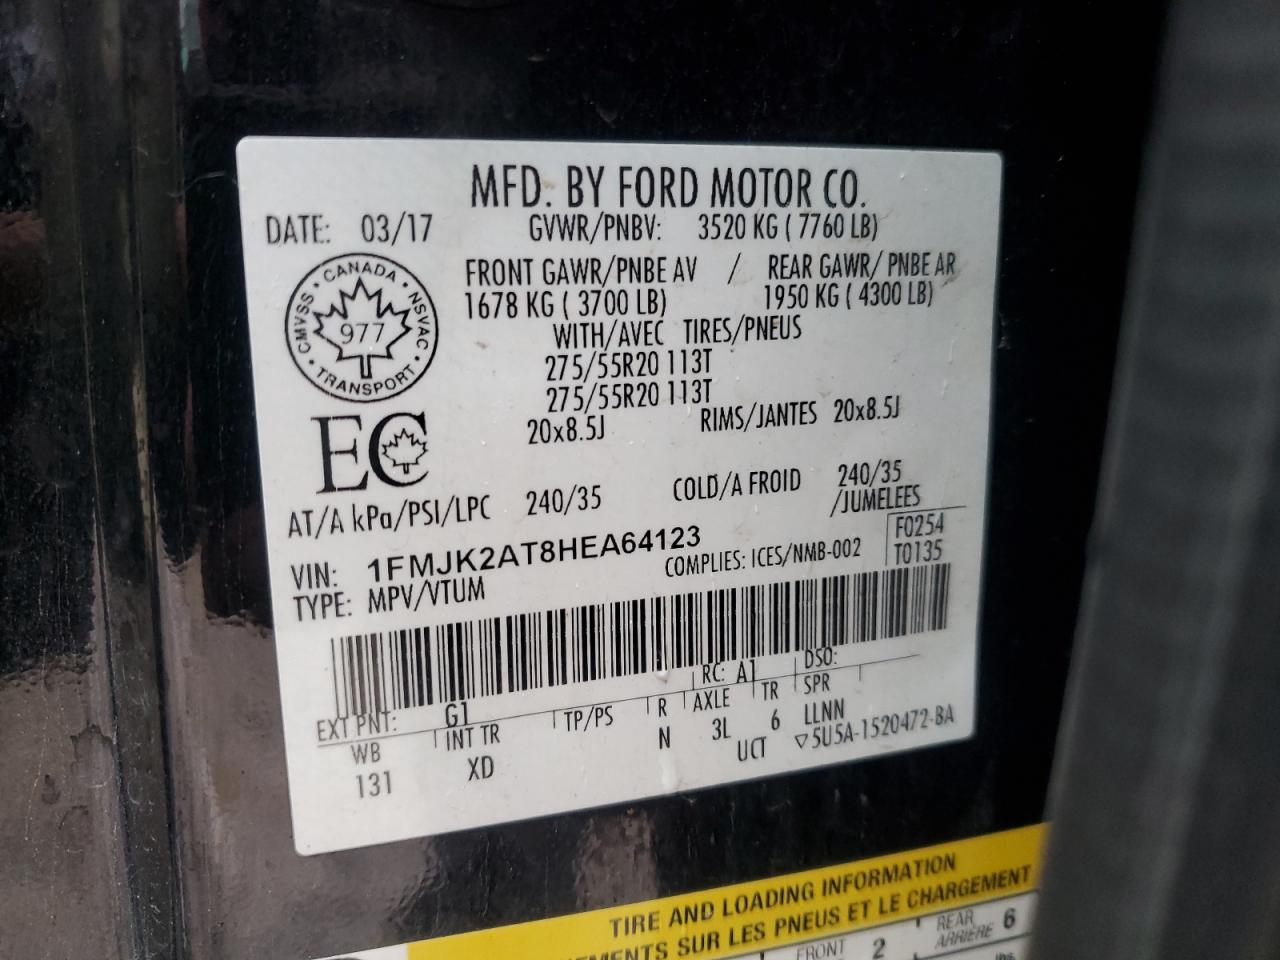 MFD. BY FORD MOTOR CO.
DATE: 03/17 GVWR/PNBV: 3520 KG ( 7760 LB)
FRONT GAWR/PNBE AV / REAR GAWR/ PNBE AR
1678 KG ( 3700 LB) 1950 KG ( 4300 LB)
WITH/AVEC TIRES/PNEUS
275/55R20 113T
275/55R20 113T
20x8.5J RIMS/JANTES 20x8.5J
CANADA · NSVAC · TRANSPORT · CMVSS ·
977
EC
AT/A kPa/PSI/LPC 240/35 COLD/A FROID 240/35
/JUMELEES
VIN: 1FMJK2AT8HEA64123
F0254
TYPE: MPV/VTUM COMPLIES: ICES/NMB-002 T0135
EXT PNT: G1 RC: A1 DSO:
WB INT TR TP/PS R AXLE TR SPR
131 XD N 3L 6 LLNN
UCT ▽5U5A-1520472-BA
TIRE AND LOADING INFORMATION
SUR LES PNEUS ET LE CHARGEMENT
FRONT 2 REAR ARRIÈRE 6